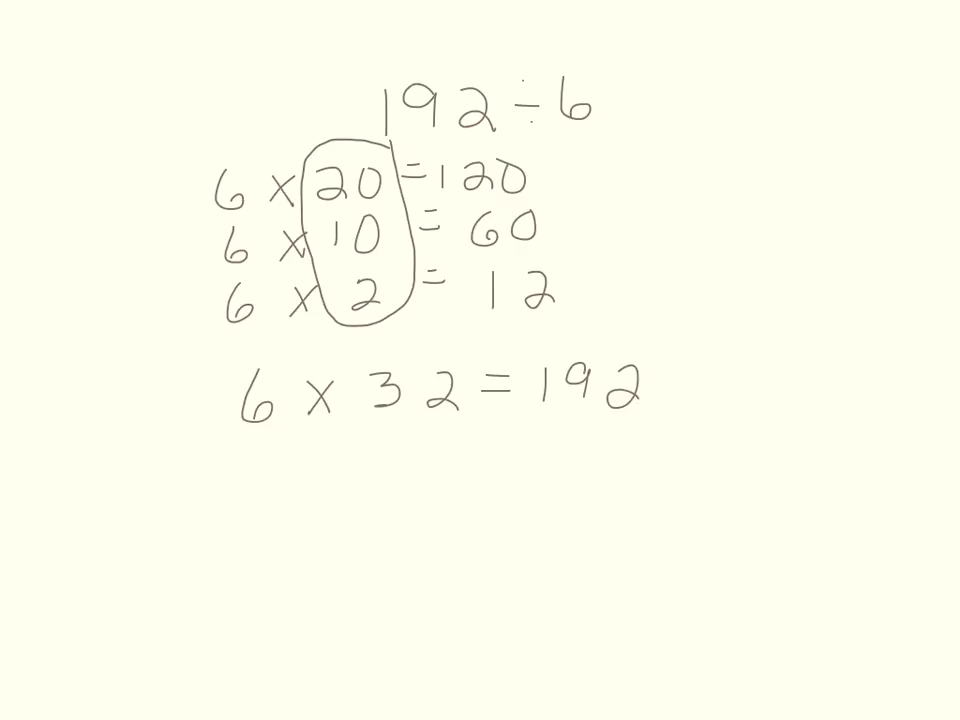 192 ÷ 6
6 × 20 = 120
6 × 10 = 60
6 × 2 = 12
6 × 32 = 192